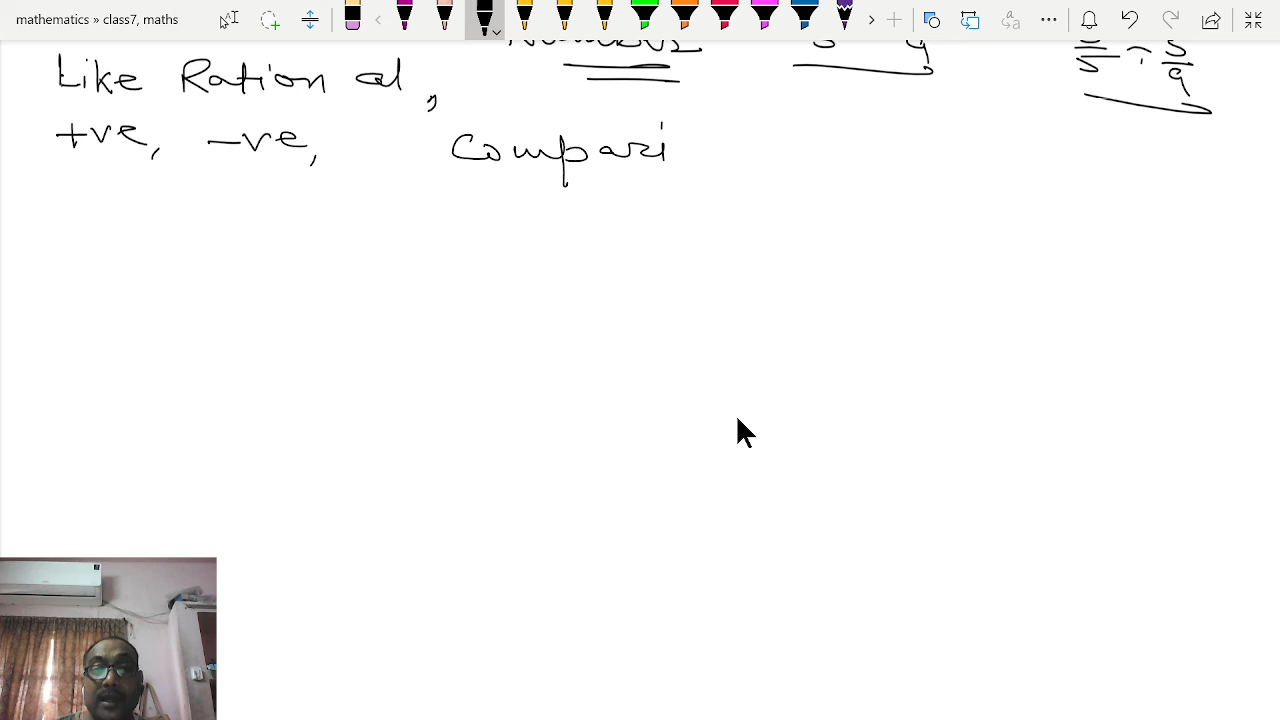 mathematics » class7, maths
Like Rational,
+ve, -ve, Compari